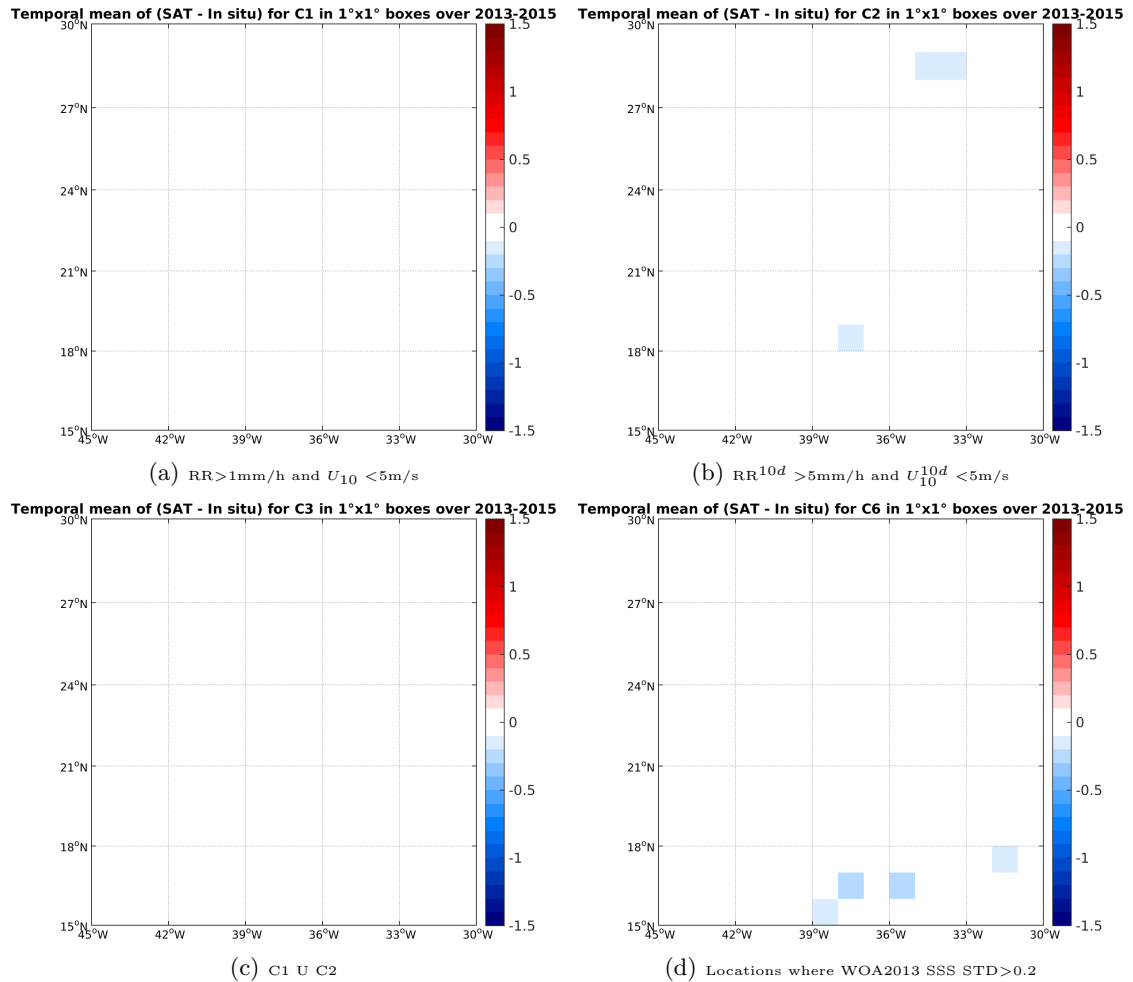 Temporal mean of (SAT - In situ) for C1 in 1°x1° boxes over 2013-2015
30°N
27°N
24°N
21°N
18°N
15°N
45°W 42°W 39°W 36°W 33°W 30°W
1.5
1
0.5
0
-0.5
-1
-1.5
(a) RR>1mm/h and U10 <5m/s
Temporal mean of (SAT - In situ) for C2 in 1°x1° boxes over 2013-2015
30°N
27°N
24°N
21°N
18°N
15°N
45°W 42°W 39°W 36°W 33°W 30°W
1.5
1
0.5
0
-0.5
-1
-1.5
(b) RR^10d >5mm/h and U_10^10d <5m/s
Temporal mean of (SAT - In situ) for C3 in 1°x1° boxes over 2013-2015
30°N
27°N
24°N
21°N
18°N
15°N
45°W 42°W 39°W 36°W 33°W 30°W
1.5
1
0.5
0
-0.5
-1
-1.5
(c) C1 U C2
Temporal mean of (SAT - In situ) for C6 in 1°x1° boxes over 2013-2015
30°N
27°N
24°N
21°N
18°N
15°N
45°W 42°W 39°W 36°W 33°W 30°W
1.5
1
0.5
0
-0.5
-1
-1.5
(d) Locations where WOA2013 SSS STD>0.2